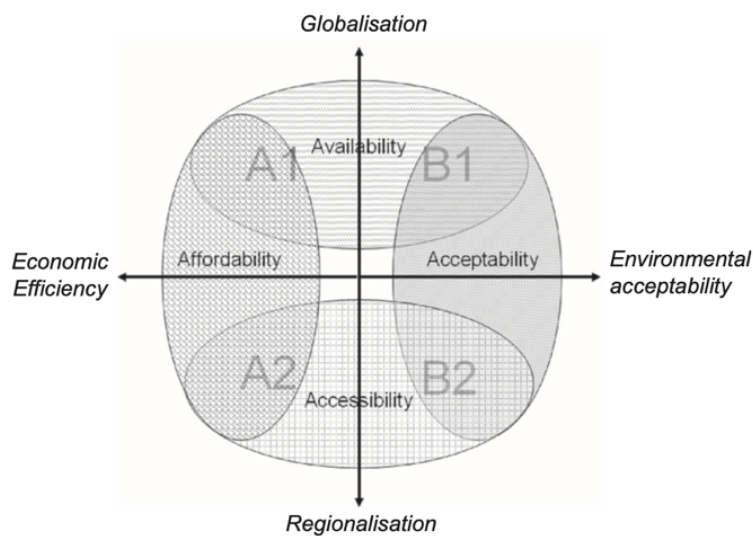 Globalisation
Availability
A1
B1
Economic
Efficiency
Affordability
Acceptability
Environmental
acceptability
A2
B2
Accessibility
Regionalisation